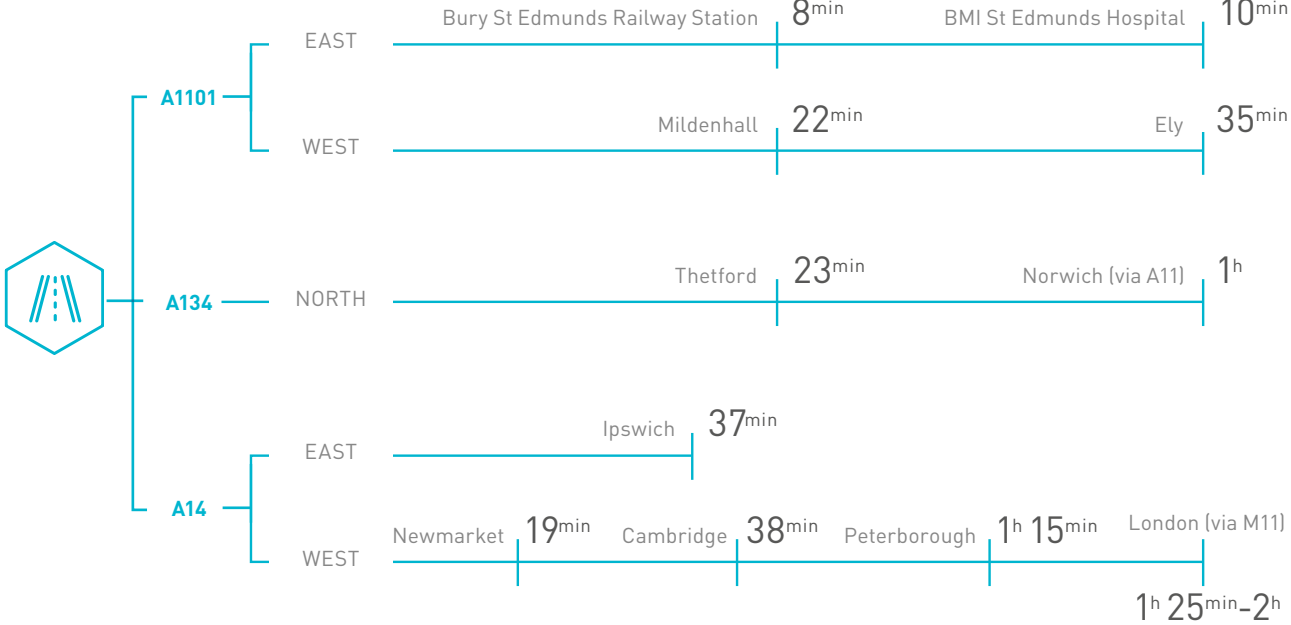 Bury St Edmunds Railway Station 8min BMI St Edmunds Hospital 10min
EAST
A1101
Mildenhall 22min Ely 35min
WEST
Thetford 23min Norwich (via A11) 1h
A134 NORTH
Ipswich 37min
EAST
A14
Newmarket 19min Cambridge 38min Peterborough 1h 15min London (via M11)
WEST
1h 25min-2h